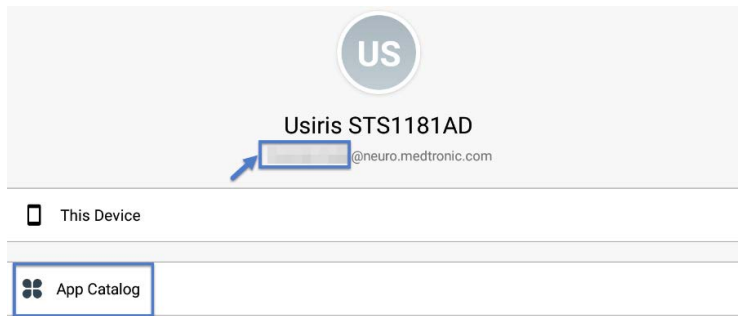 US
Usiris STS1181AD
@neuro.medtronic.com
This Device
App Catalog